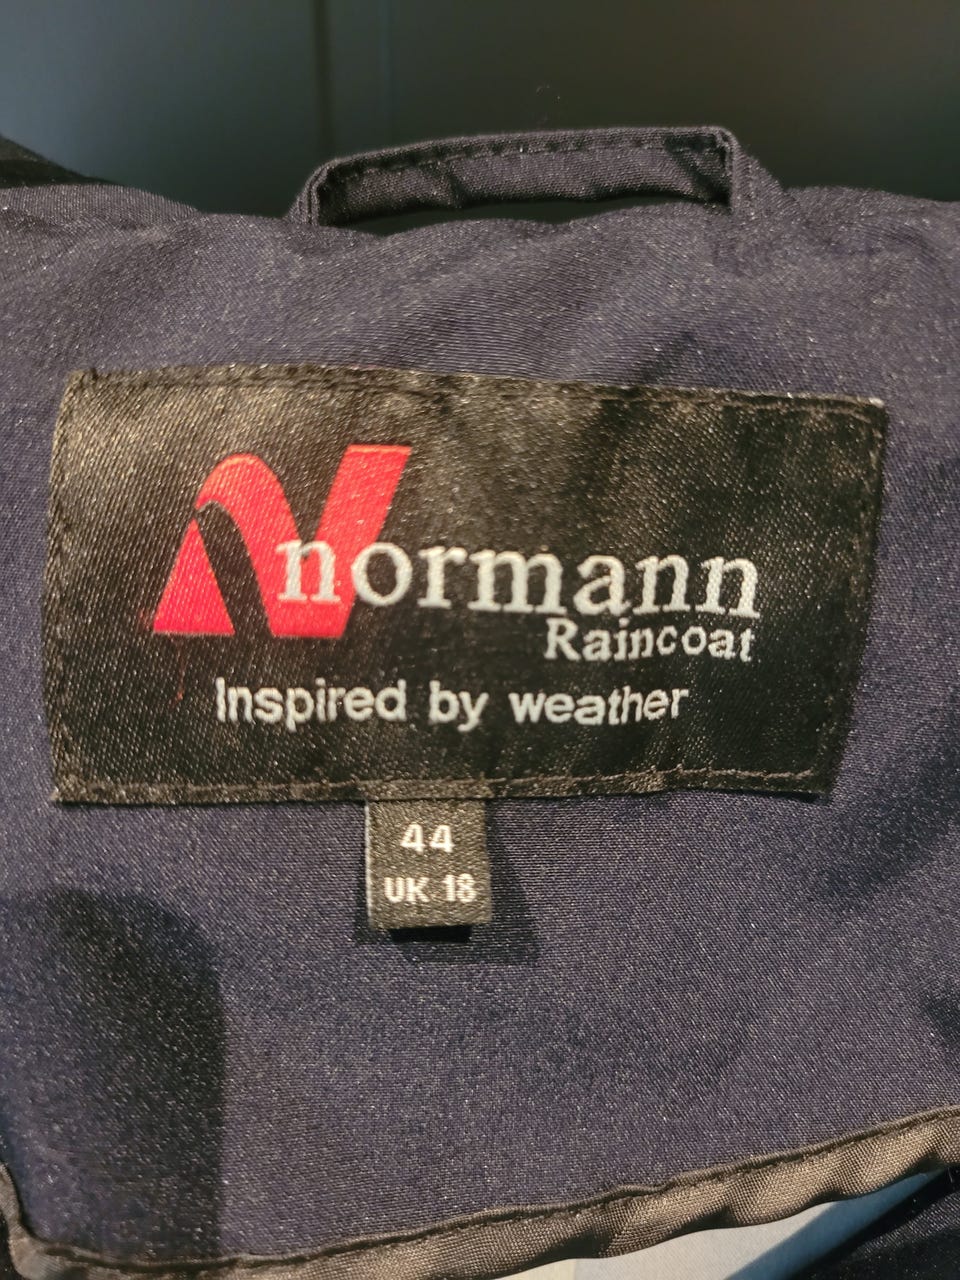 normann
Raincoat
Inspired by weather
44
UK 18